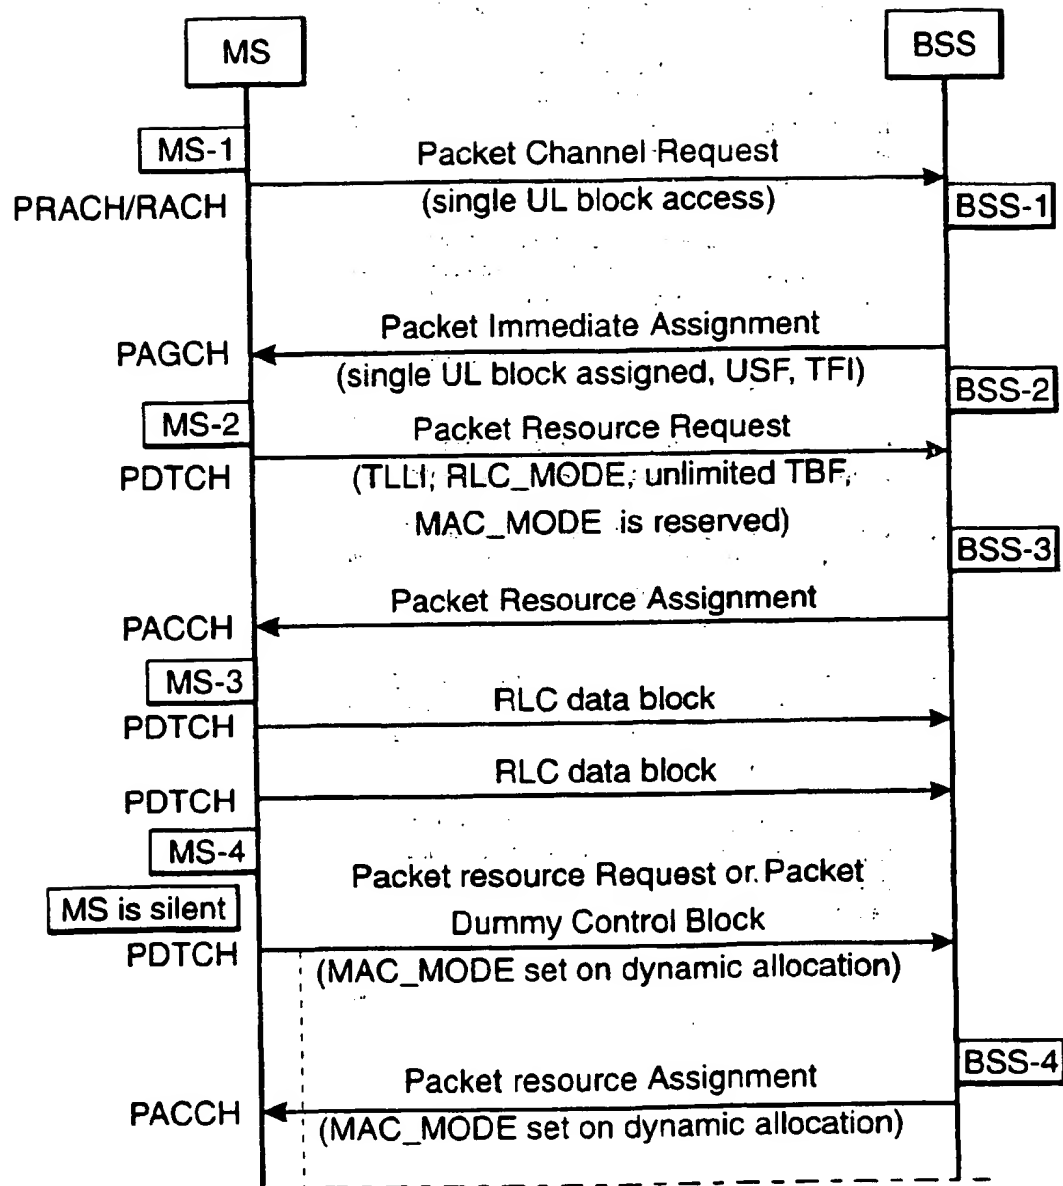 MS
BSS
MS-1
Packet Channel Request
PRACH/RACH
(single UL block access)
BSS-1
Packet Immediate Assignment
PAGCH
(single UL block assigned, USF, TFI)
BSS-2
MS-2
Packet Resource Request
PDTCH
(TLLI, RLC_MODE, unlimited TBF,
MAC_MODE is reserved)
BSS-3
Packet Resource Assignment
PACCH
MS-3
RLC data block
PDTCH
RLC data block
PDTCH
MS-4
Packet resource Request or Packet
MS is silent
Dummy Control Block
PDTCH
(MAC_MODE set on dynamic allocation)
BSS-4
Packet resource Assignment
PACCH
(MAC_MODE set on dynamic allocation)